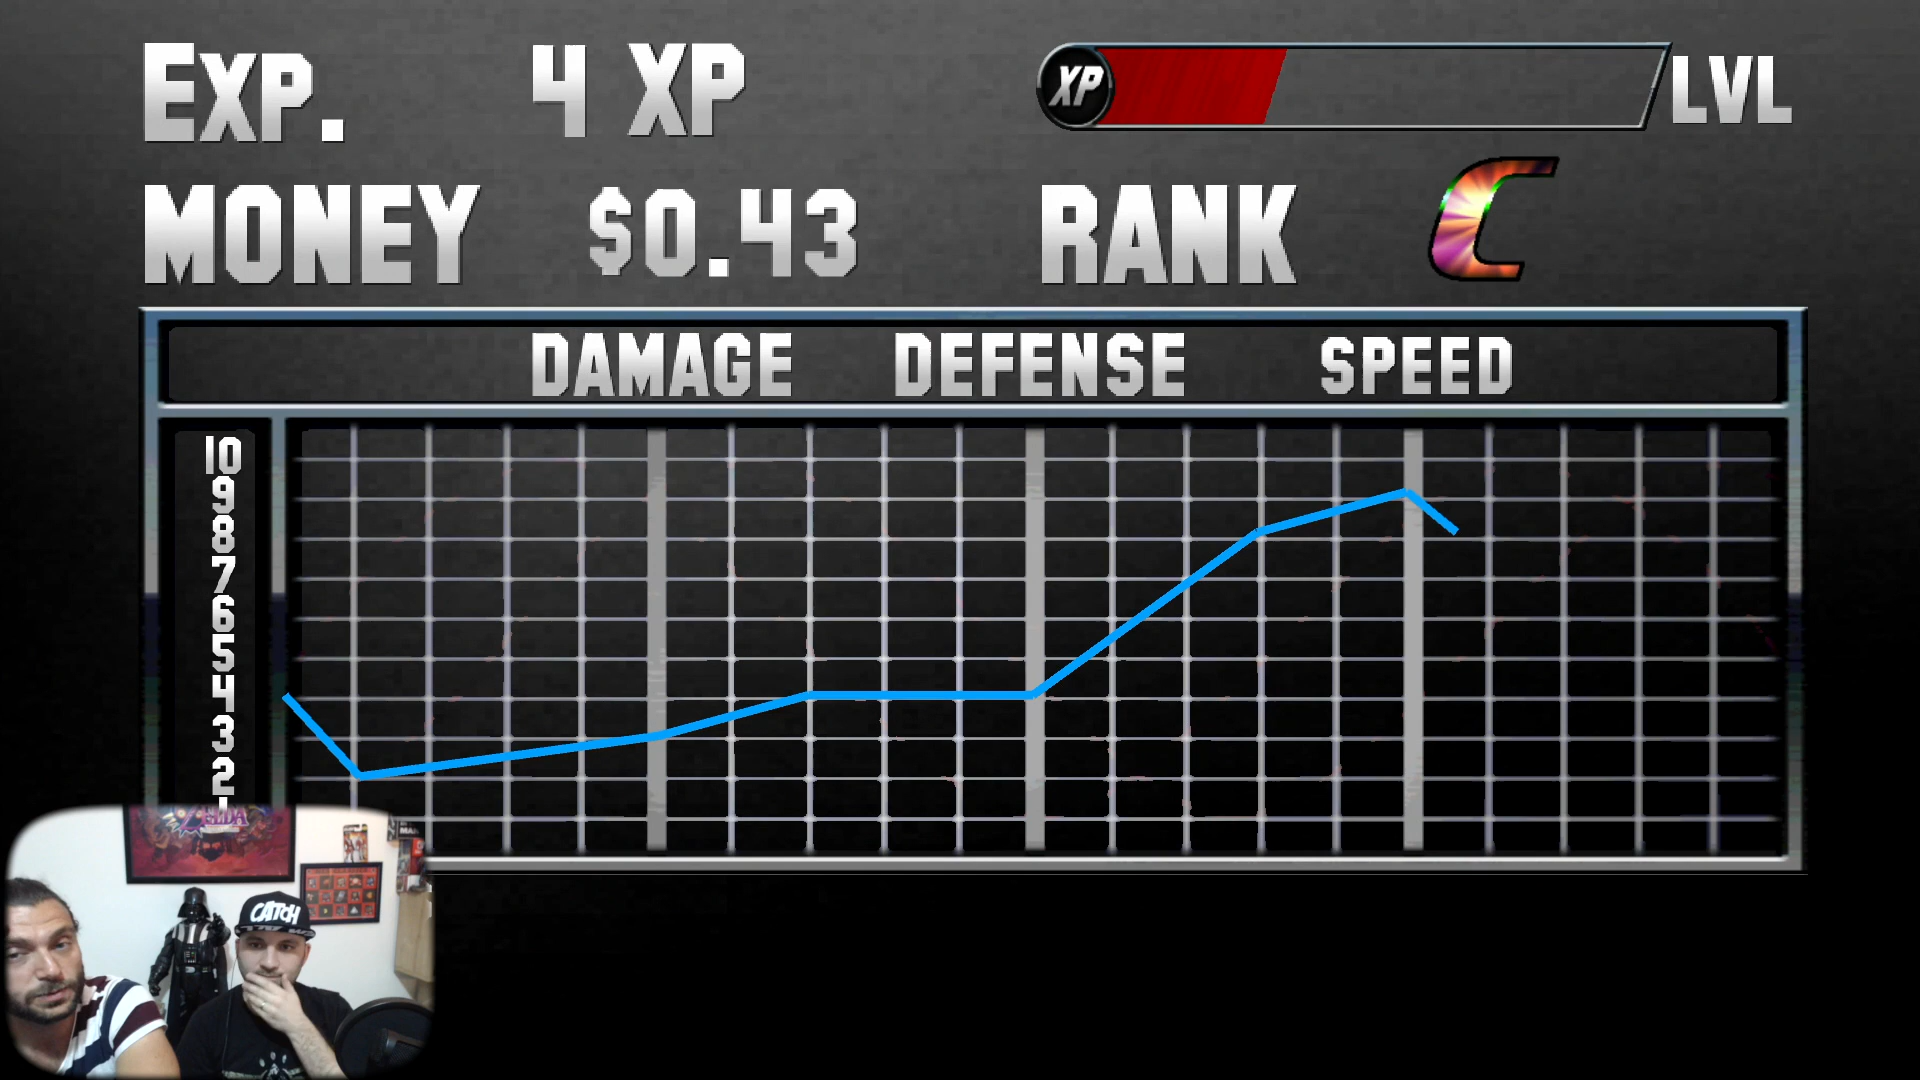 EXP. 4 XP XP LVL
MONEY $0.43 RANK C
DAMAGE DEFENSE SPEED
10
9
8
7
6
5
4
3
2
ZELDA
CATCH